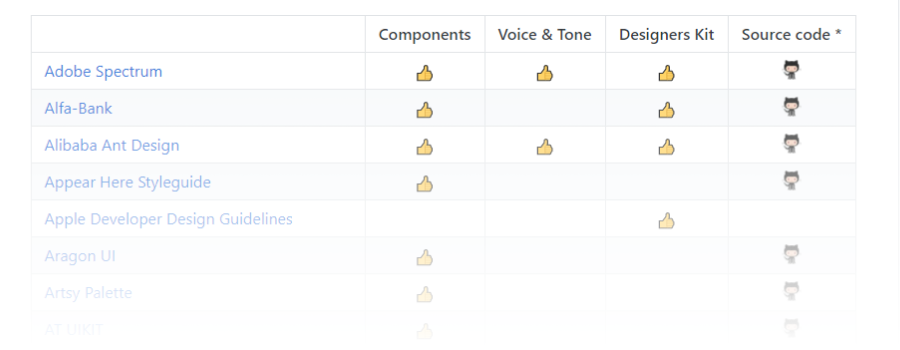 Components Voice & Tone Designers Kit Source code *
Adobe Spectrum
Alfa-Bank
Alibaba Ant Design
Appear Here Styleguide
Apple Developer Design Guidelines
Aragon UI
Artsy Palette
AT UIKIT